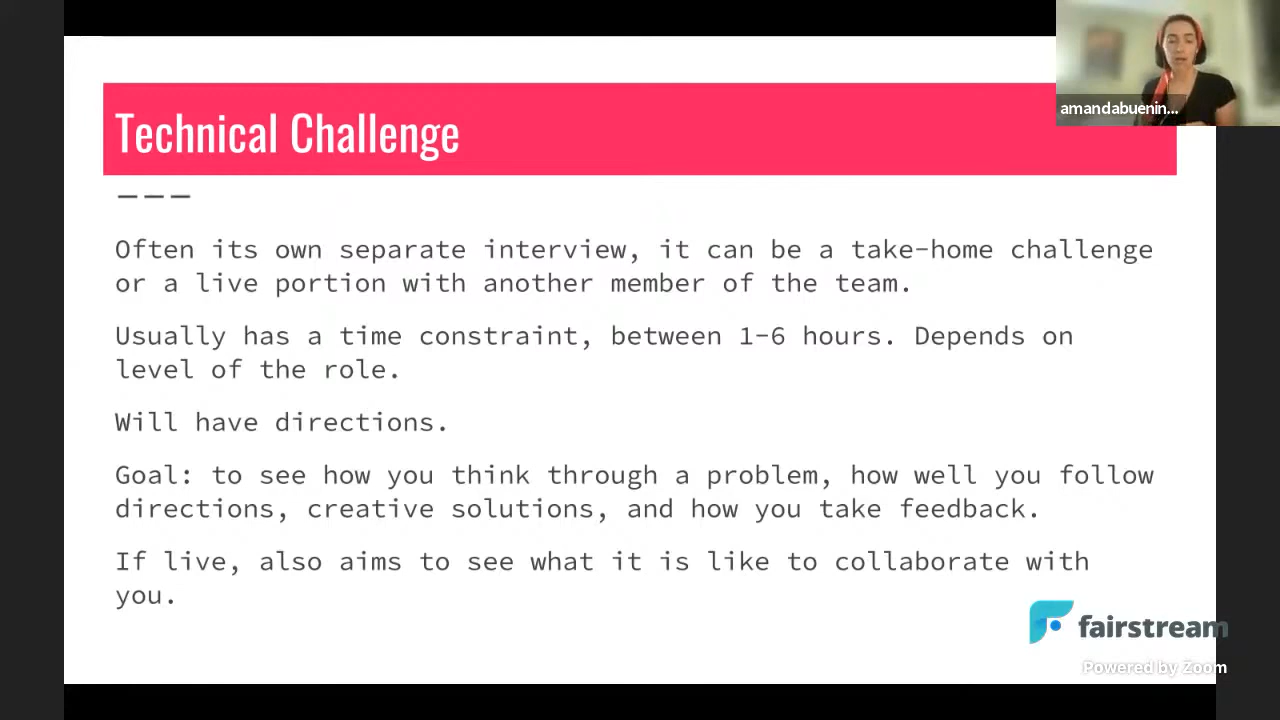 amandabuenin...
Technical Challenge
Often its own separate interview, it can be a take-home challenge
or a live portion with another member of the team.
Usually has a time constraint, between 1-6 hours. Depends on
level of the role.
Will have directions.
Goal: to see how you think through a problem, how well you follow
directions, creative solutions, and how you take feedback.
If live, also aims to see what it is like to collaborate with
you.
fairstream
Powered by Zoom